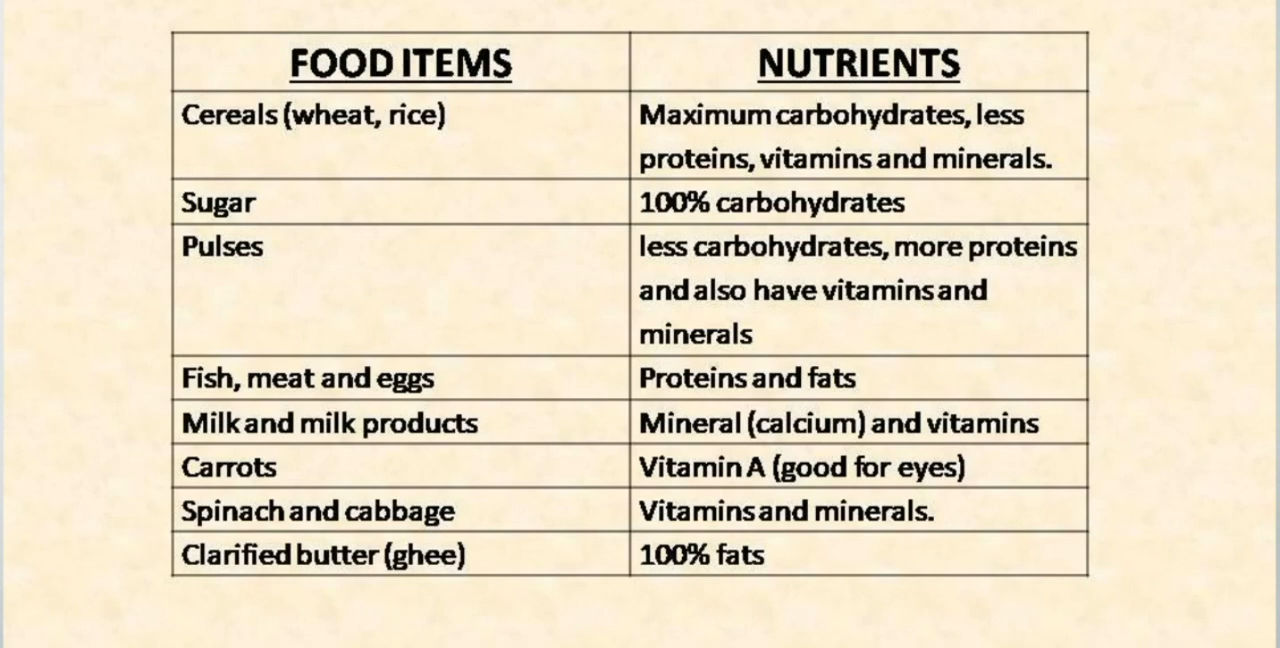 FOOD ITEMS
NUTRIENTS
Cereals (wheat, rice)
Maximum carbohydrates, less
proteins, vitamins and minerals.
Sugar
100% carbohydrates
Pulses
less carbohydrates, more proteins
and also have vitamins and
minerals
Fish, meat and eggs
Proteins and fats
Milk and milk products
Mineral (calcium) and vitamins
Carrots
Vitamin A (good for eyes)
Spinach and cabbage
Vitamins and minerals.
Clarified butter (ghee)
100% fats